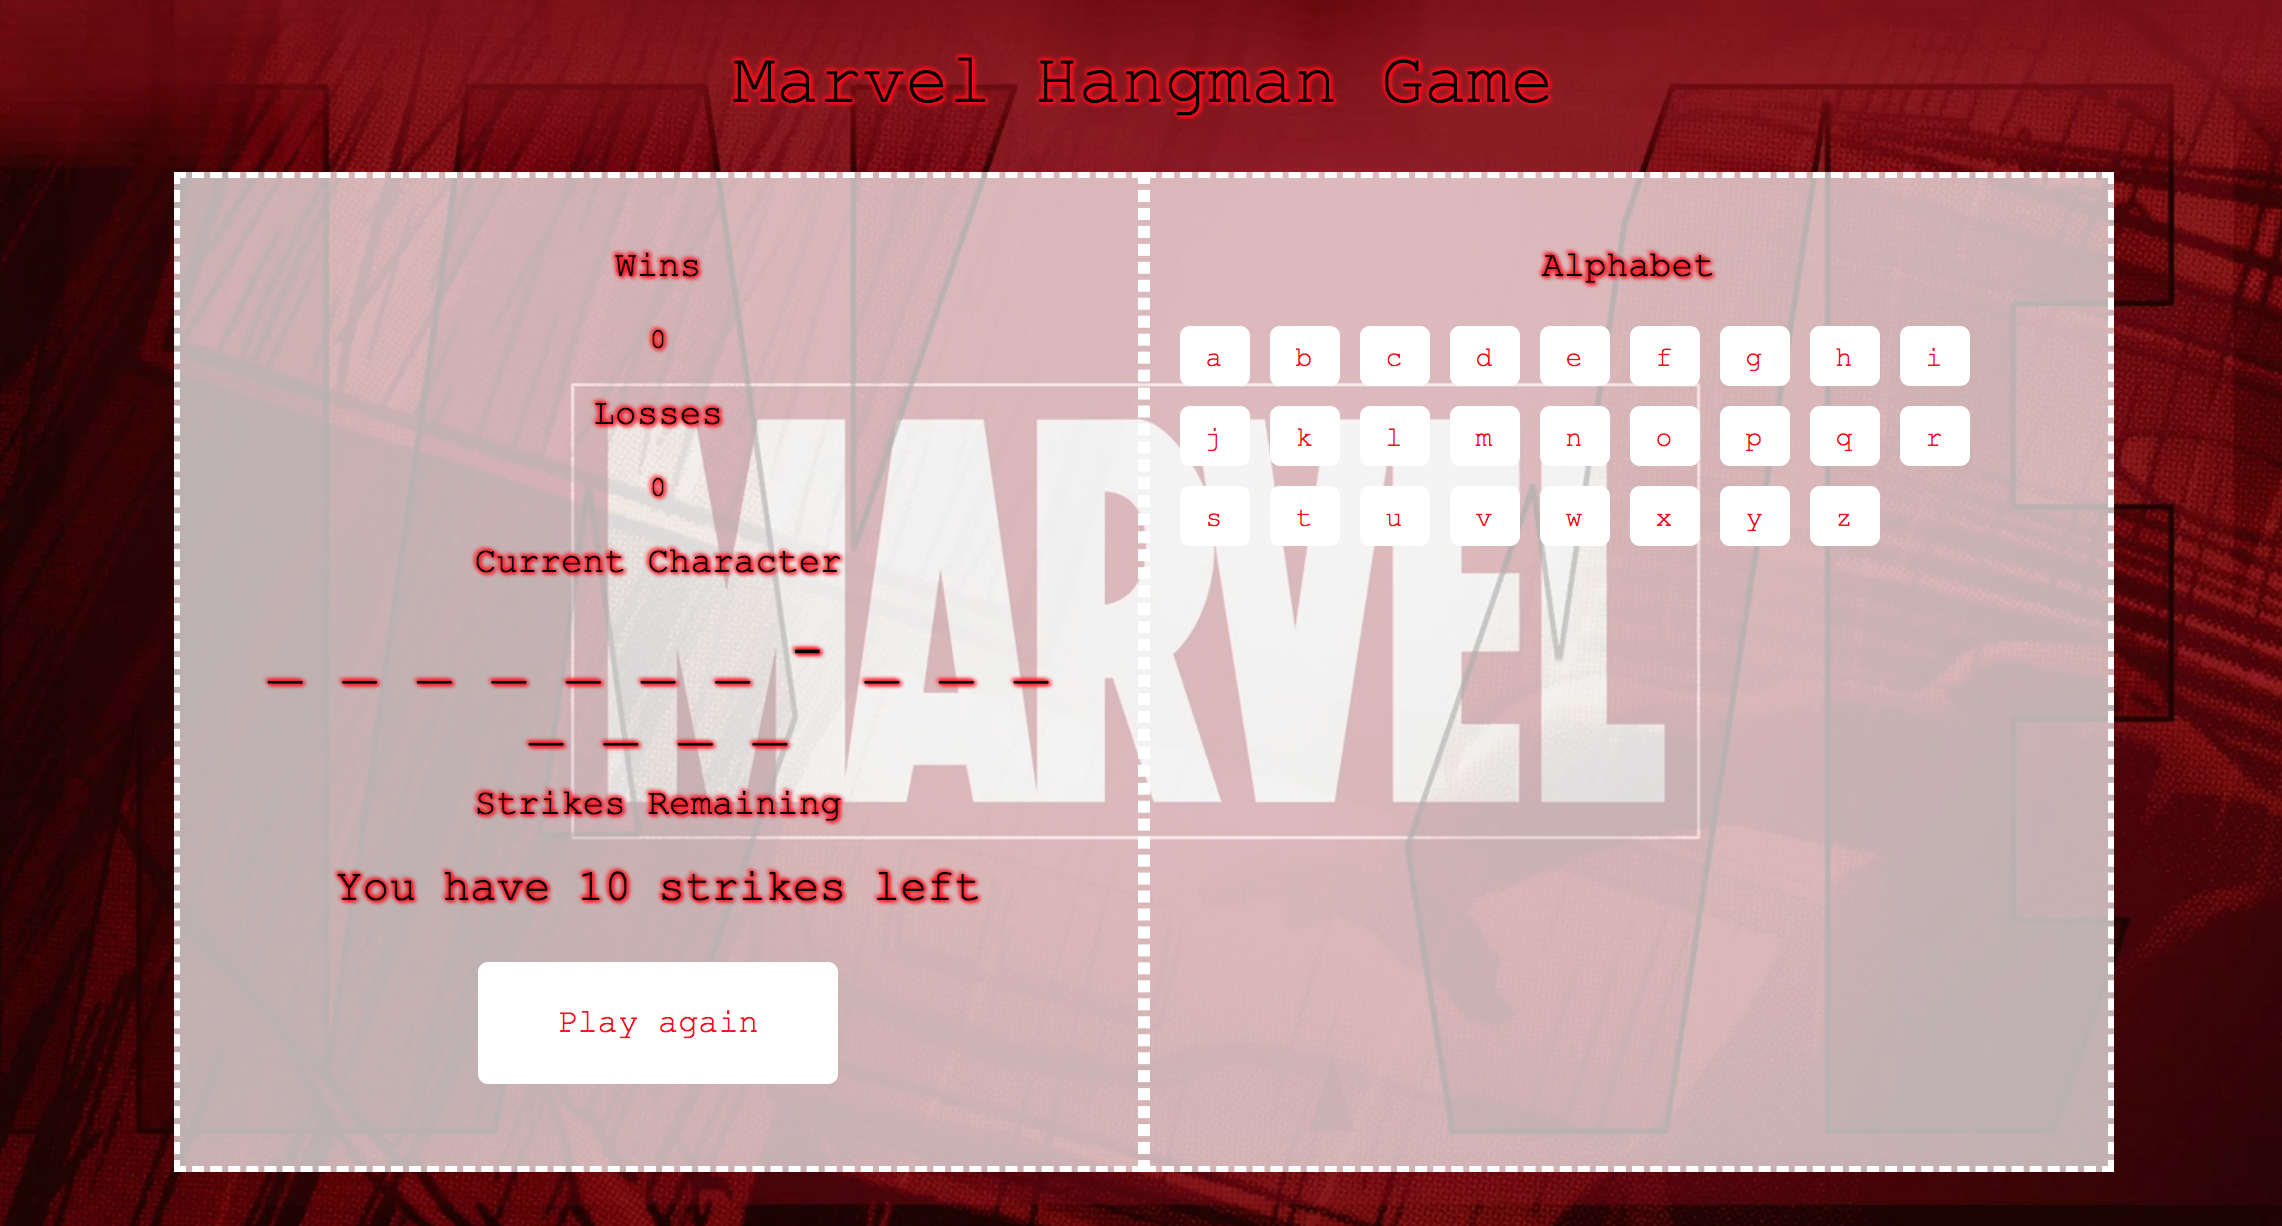 Marvel Hangman Game
Wins
0
Losses
0
Current Character
_ _ _ _ _ _ _ - _ _ _
_ _ _ _
Strikes Remaining
You have 10 strikes left
Play again
Alphabet
a b c d e f g h i
j k l m n o p q r
s t u v w x y z
MARVEL